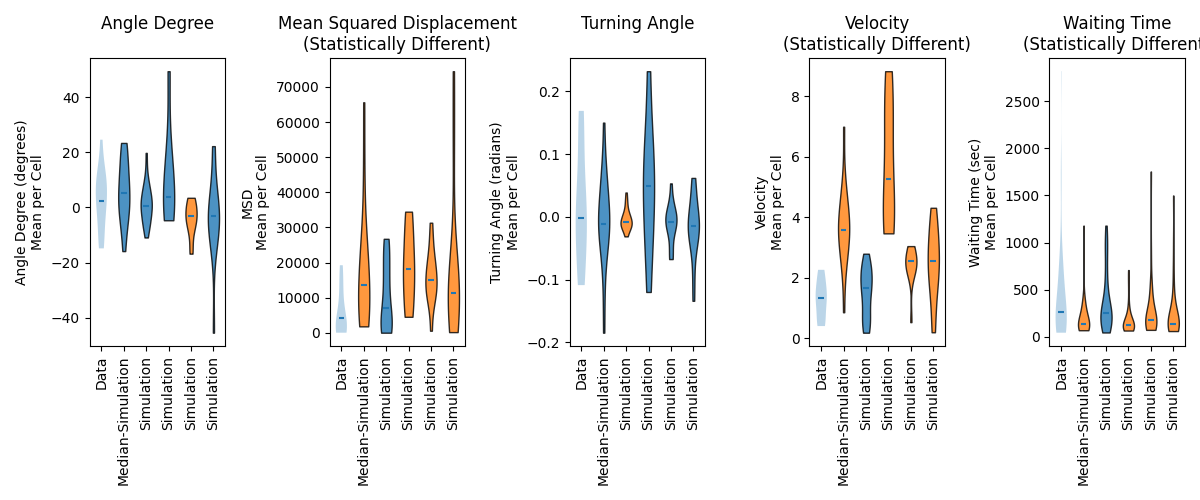 Angle Degree
Mean Squared Displacement
(Statistically Different)
Turning Angle
Velocity
(Statistically Different)
Waiting Time
(Statistically Different
Angle Degree (degrees)
Mean per Cell
40
20
0
−20
−40
Data
Median-Simulation
Simulation
Simulation
Simulation
Simulation
MSD
Mean per Cell
70000
60000
50000
40000
30000
20000
10000
0
Data
Median-Simulation
Simulation
Simulation
Simulation
Simulation
Turning Angle (radians)
Mean per Cell
0.2
0.1
0.0
−0.1
−0.2
Data
Median-Simulation
Simulation
Simulation
Simulation
Simulation
Velocity
Mean per Cell
8
6
4
2
0
Data
Median-Simulation
Simulation
Simulation
Simulation
Simulation
Waiting Time (sec)
Mean per Cell
2500
2000
1500
1000
500
0
Data
Median-Simulation
Simulation
Simulation
Simulation
Simulation